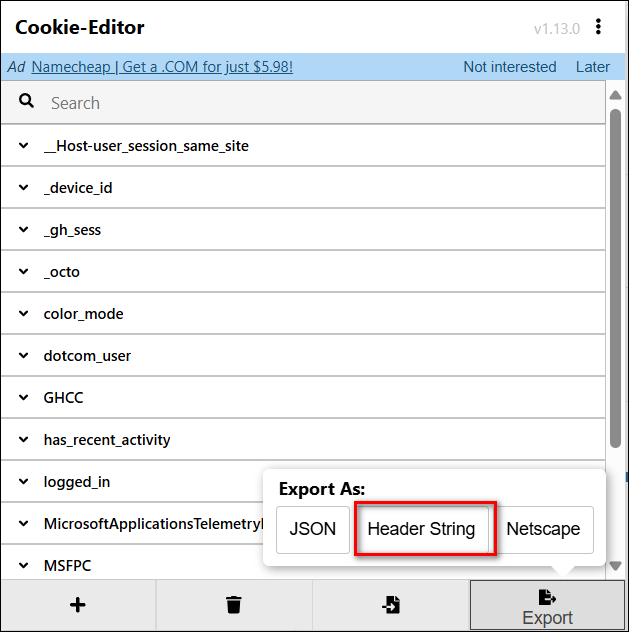 Cookie-Editor v1.13.0
Ad Namecheap | Get a .COM for just $5.98! Not interested Later
Search
__Host-user_session_same_site
_device_id
_gh_sess
_octo
color_mode
dotcom_user
GHCC
has_recent_activity
logged_in
Export As:
JSON Header String Netscape
MicrosoftApplicationsTelemetry
MSFPC
Export